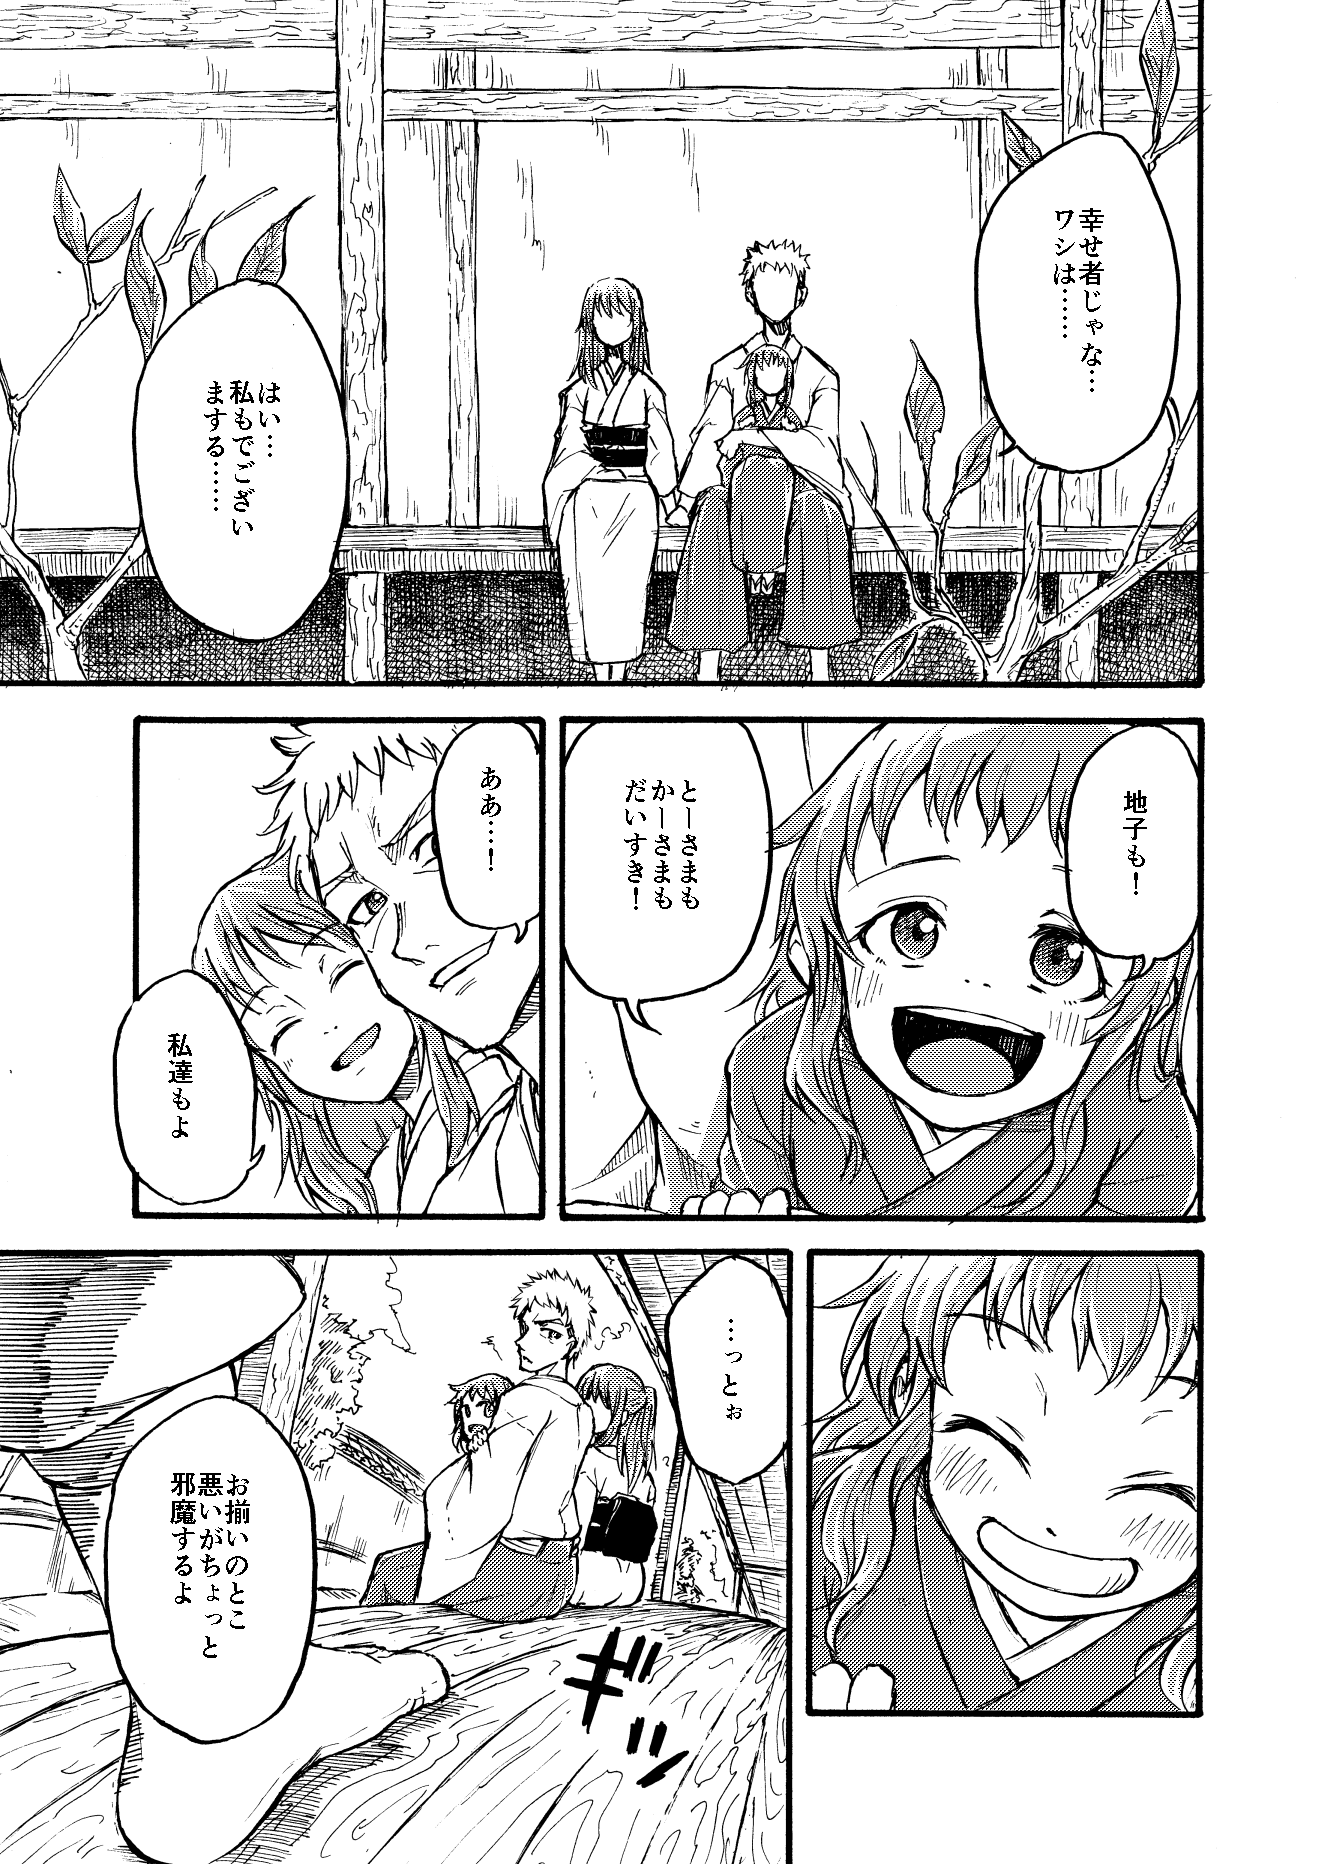 幸せ者じゃな…
ワシは……
はい…
私もでござい
まする……
地子も！
とーさまも
かーさまも
だいすき！
ああ…！
私達もよ
…っとぉ
お揃いのとこ
悪いがちょっと
邪魔するよ
ギッ